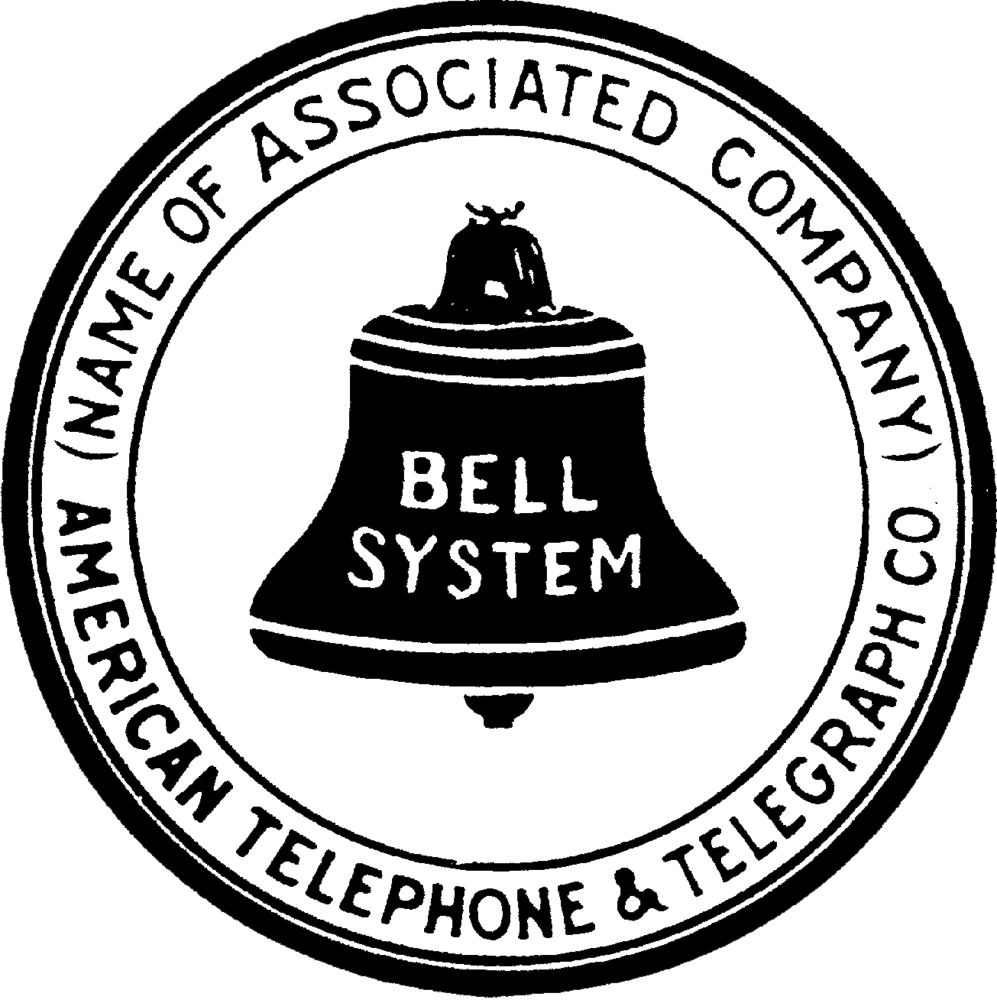 (NAME OF ASSOCIATED COMPANY)
BELL
SYSTEM
AMERICAN TELEPHONE & TELEGRAPH CO